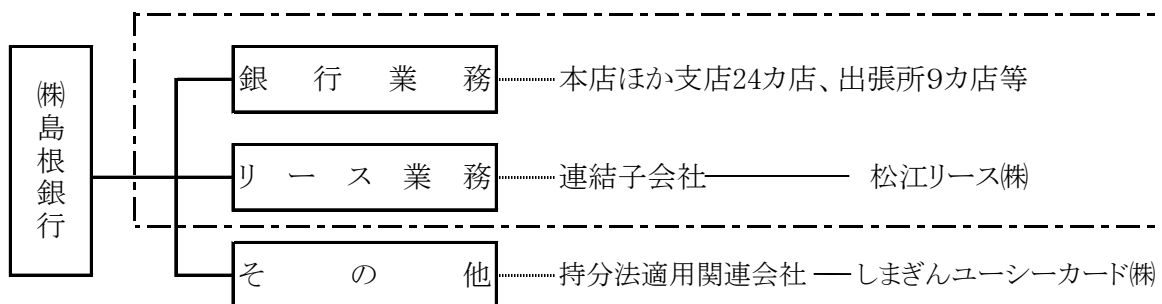 ㈱島根銀行
銀行業務 本店ほか支店24カ店、出張所9カ店等
リース業務 連結子会社 松江リース㈱
その他 持分法適用関連会社 しまぎんユーシーカード㈱